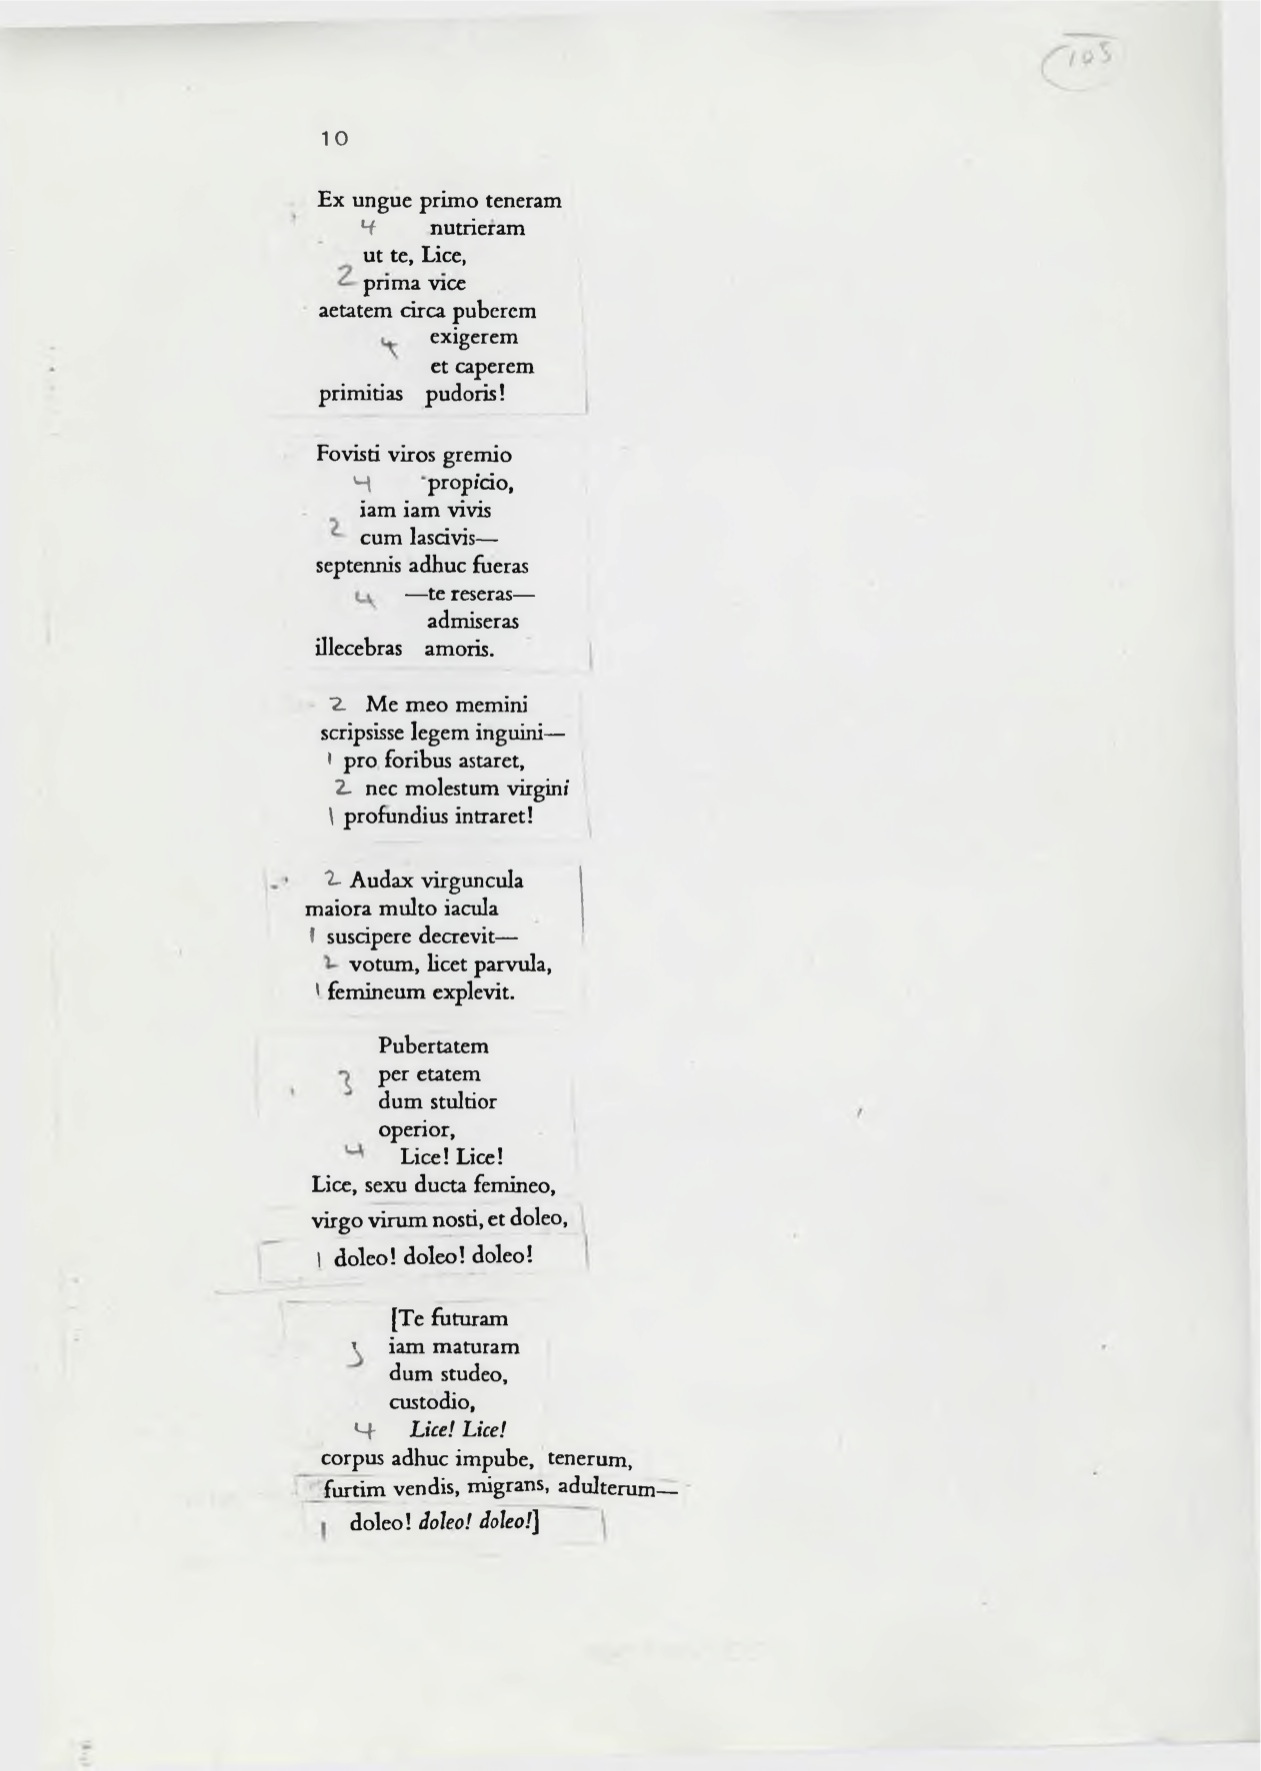 105
10
Ex ungue primo teneram
4 nutrieram
ut te, Lice,
2 prima vice
aetatem circa puberem
4 exigerem
et caperem
primitias pudoris!
Fovisti viros gremio
4 propicio,
iam iam vivis
2 cum lascivis—
septennis adhuc fueras
4 —te reseras—
admiseras
illecebras amoris.
2 Me meo memini
scripsisse legem inguini—
1 pro foribus astaret,
2 nec molestum virgini
1 profundius intraret!
2 Audax virguncula
maiora multo iacula
1 suscipere decrevit—
2 votum, licet parvula,
1 femineum explevit.
Pubertatem
3 per etatem
dum stultior
operior,
4 Lice! Lice!
Lice, sexu ducta femineo,
virgo virum nosti, et doleo,
1 doleo! doleo! doleo!
[Te futuram
3 iam maturam
dum studeo,
custodio,
4 Lice! Lice!
corpus adhuc impube, tenerum,
furtim vendis, migrans, adulterum—
1 doleo! doleo! doleo!]